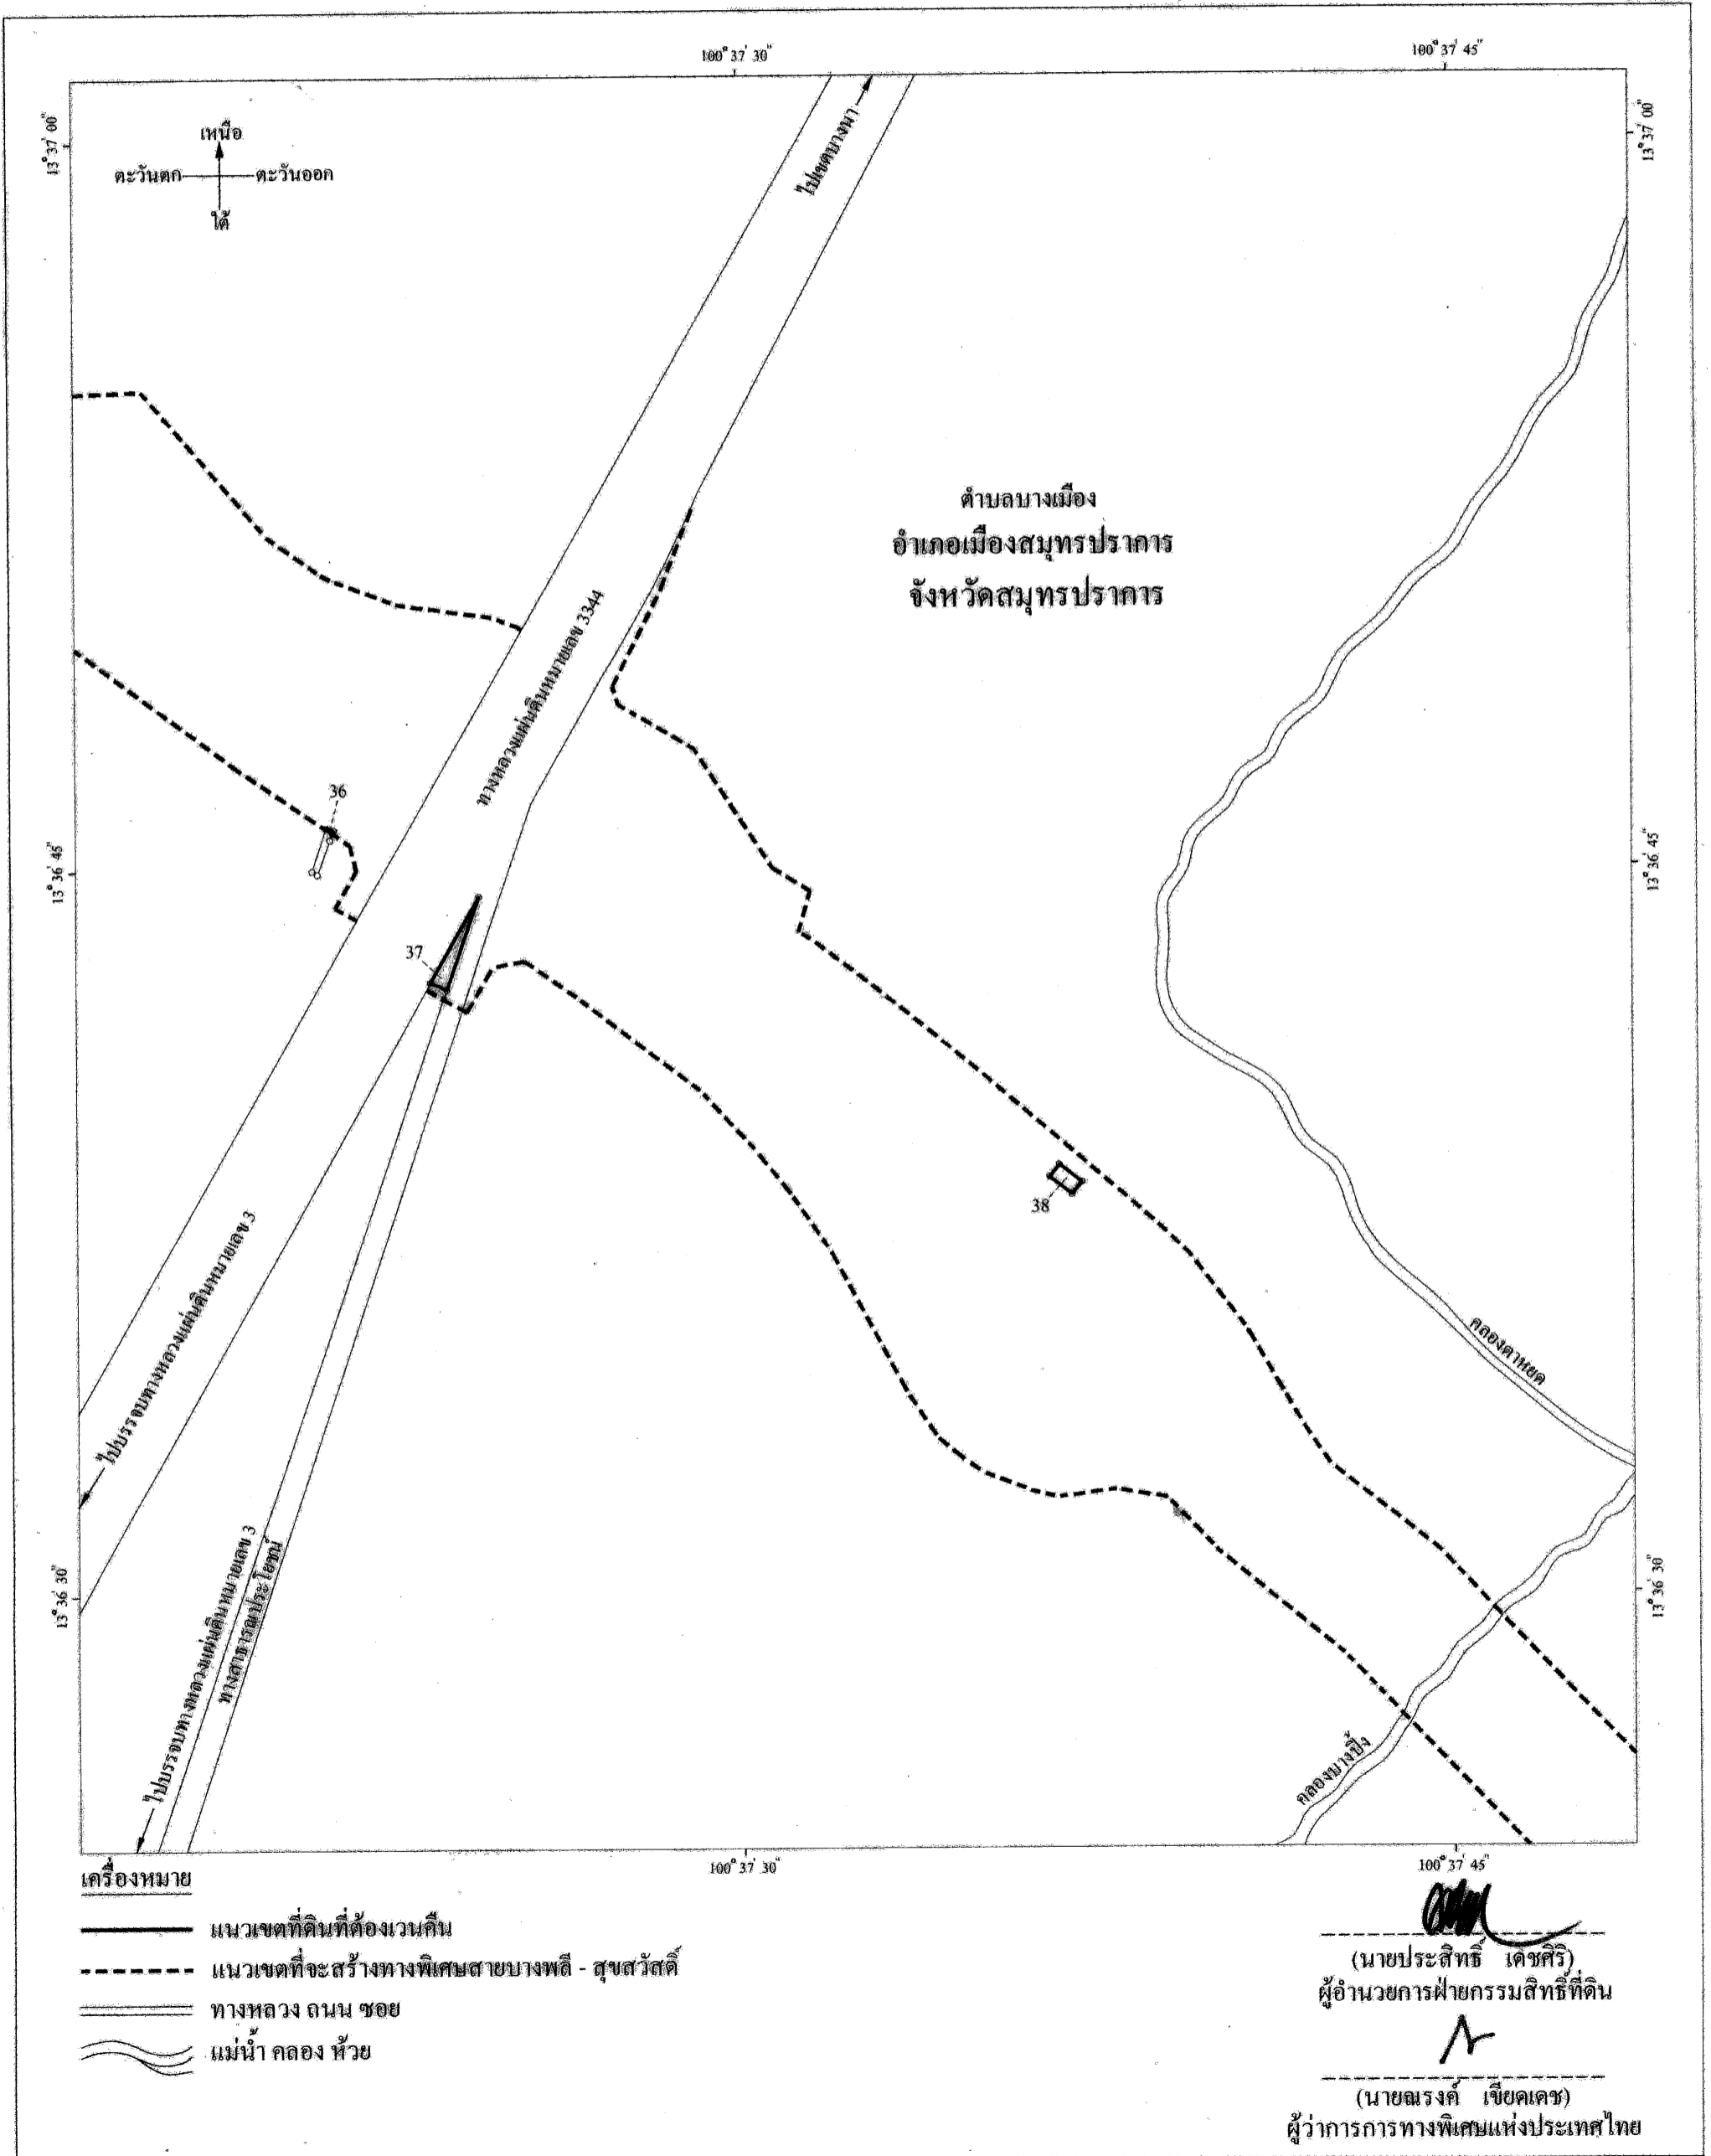 100° 37' 30"
100° 37' 45"
13° 37' 00"
13° 37' 00"
เหนือ
ตะวันตก
ตะวันออก
ใต้
ไปเขตบางนา
ตำบลบางเมือง
อำเภอเมืองสมุทรปราการ
จังหวัดสมุทรปราการ
ทางหลวงแผ่นดินหมายเลข 3344
36
13° 36' 45"
13° 36' 45"
37
38
ไปบรรจบทางหลวงแผ่นดินหมายเลข 3
คลองตาหยด
ไปบรรจบทางหลวงแผ่นดินหมายเลข 3
ทางสาธารณประโยชน์
13° 36' 30"
13° 36' 30"
คลองบางปิ้ง
100° 37' 30"
100° 37' 45"
เครื่องหมาย
แนวเขตที่ดินที่ต้องเวนคืน
แนวเขตที่จะสร้างทางพิเศษสายบางพลี - สุขสวัสดิ์
ทางหลวง ถนน ซอย
แม่น้ำ คลอง ห้วย
(นายประสิทธิ์ เดชศิริ)
ผู้อำนวยการฝ่ายกรรมสิทธิ์ที่ดิน
(นายณรงค์ เขียดเดช)
ผู้ว่าการการทางพิเศษแห่งประเทศไทย